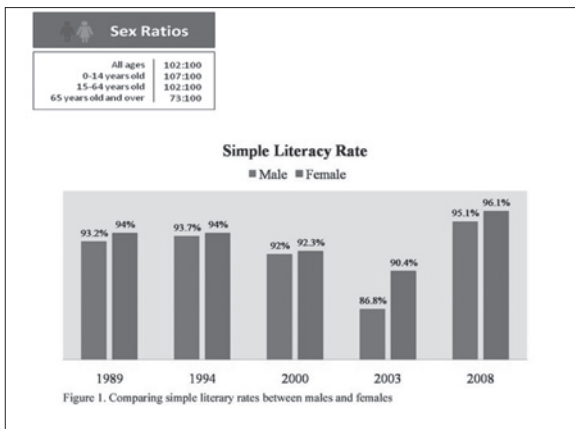 Sex Ratios
All ages 102:100
0-14 years old 107:100
15-64 years old 102:100
65 years old and over 73:100
Simple Literacy Rate
Male Female
93.2% 94% 93.7% 94% 92% 92.3% 86.8% 90.4% 95.1% 96.1%
1989 1994 2000 2003 2008
Figure 1. Comparing simple literary rates between males and females